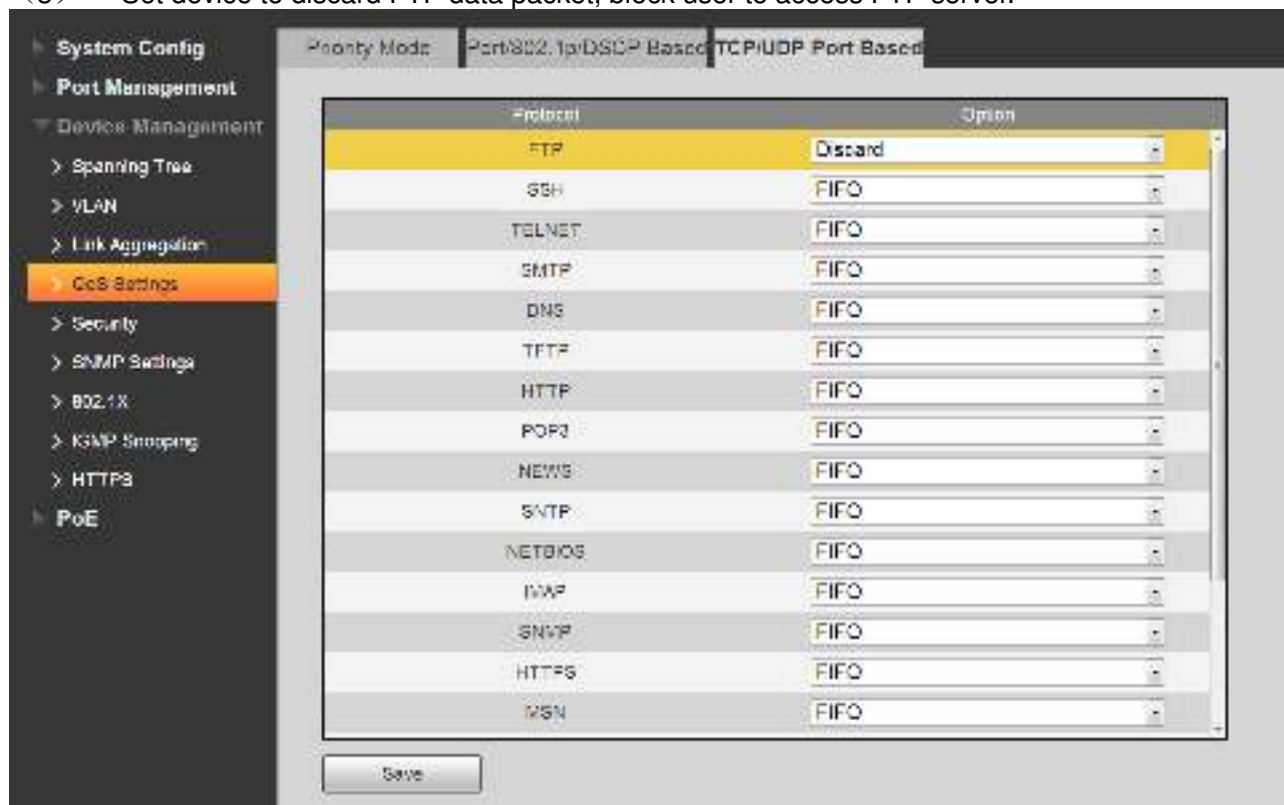 Set device to discard FTP data packet, block user to access FTP server.
System Config
Port Management
Device Management
> Spanning Tree
> VLAN
> Link Aggregation
> QoS Settings
> Security
> SNMP Settings
> 802.1X
> IGMP Snooping
> HTTPS
PoE
Priority Mode Port/802.1p/DSCP Based TCP/UDP Port Based
Protocol Option
FTP Discard
SSH FIFO
TELNET FIFO
SMTP FIFO
DNS FIFO
TFTP FIFO
HTTP FIFO
POP3 FIFO
NEWS FIFO
SNTP FIFO
NETBIOS FIFO
IMAP FIFO
SNMP FIFO
HTTPS FIFO
MSN FIFO
Save